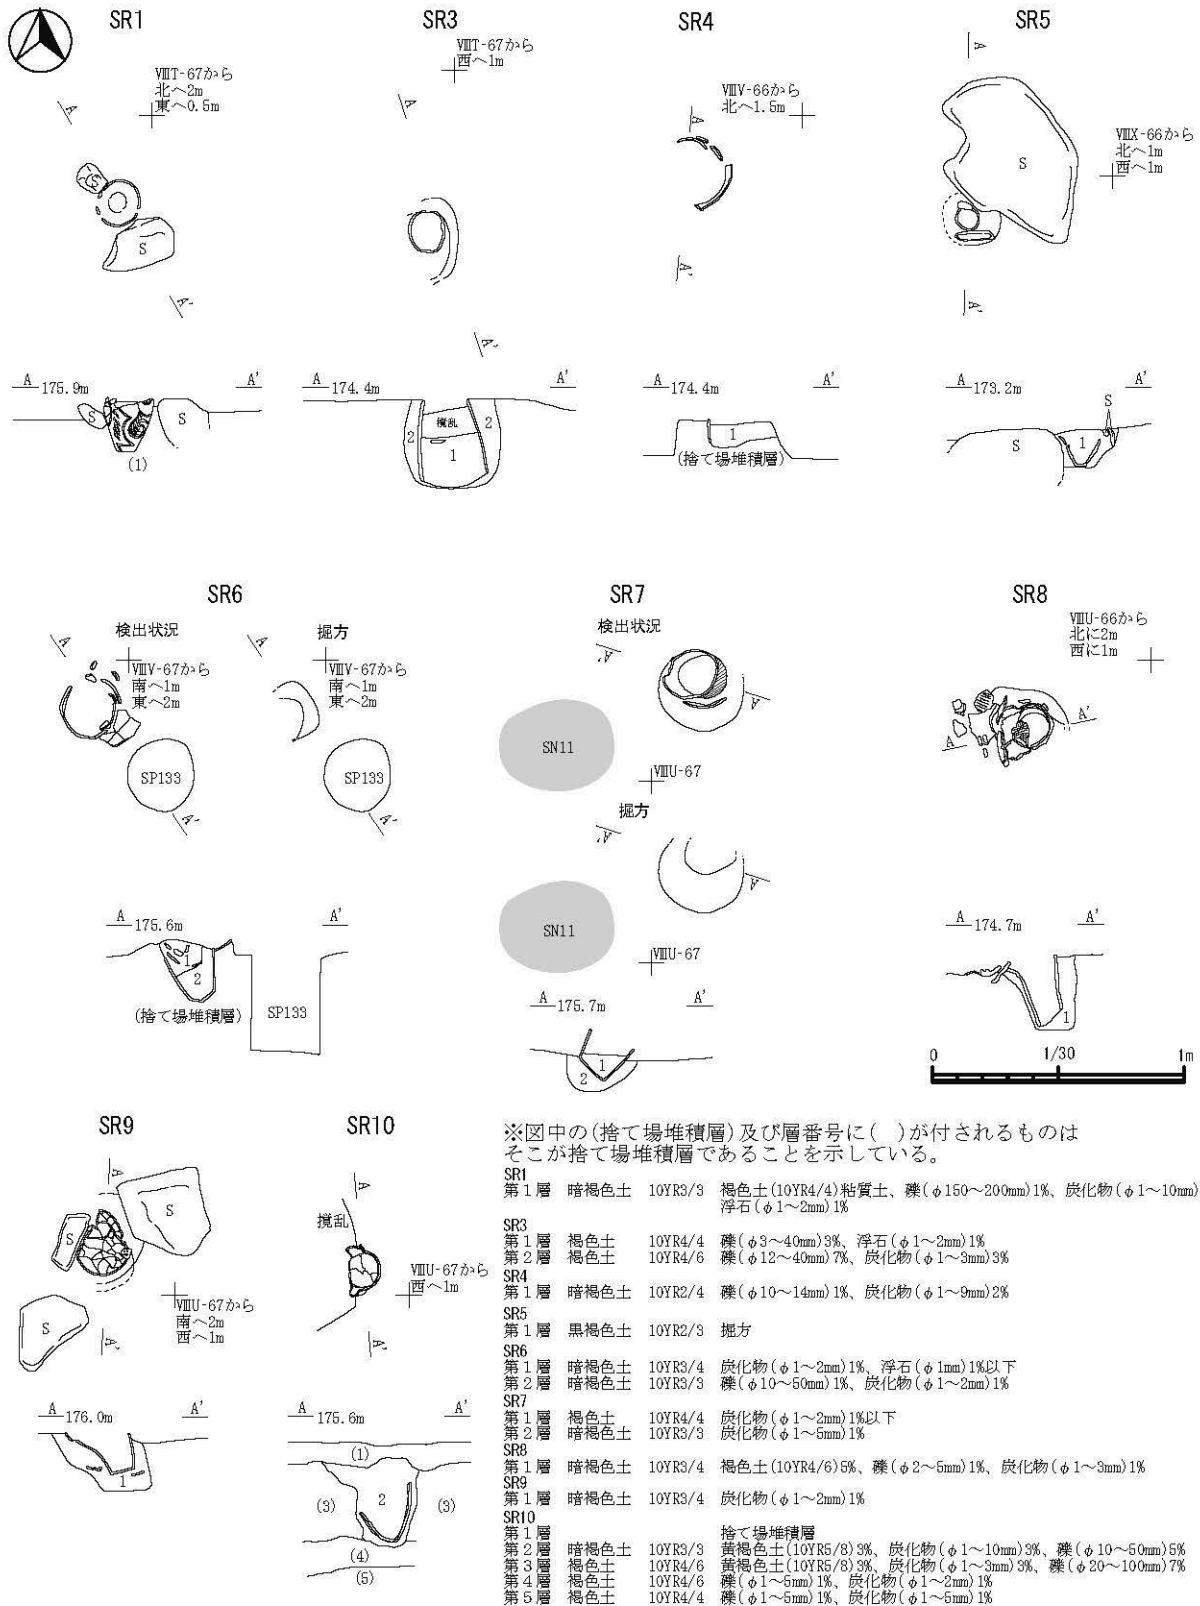 SR1
ⅧT-67から
北へ2m
東へ0.5m
A
S
S
A'
A 175.9m A'
S
S
(1)
SR3
ⅧT-67から
西へ1m
A
A'
A 174.4m A'
攪乱
2
2
1
SR4
ⅧV-66から
北へ1.5m
A
A'
A 174.4m A'
1
(捨て場堆積層)
SR5
A
ⅧX-66から
北へ1m
西へ1m
S
A'
A 173.2m A'
S
S
1
SR6
検出状況
A
ⅧV-67から
南へ1m
東へ2m
SP133
A'
掘方
A
ⅧV-67から
南へ1m
東へ2m
SP133
A'
A 175.6m A'
1
2
(捨て場堆積層)
SP133
SR7
検出状況
A'
A
SN11
ⅧU-67
掘方
A'
A
SN11
ⅧU-67
A 175.7m A'
1
2
SR8
ⅧU-66から
北に2m
西に1m
A
A'
A 174.7m A'
1
0 1/30 1m
SR9
A
S
S
ⅧU-67から
南へ2m
西へ1m
S
A'
A 176.0m A'
1
SR10
A
攪乱
ⅧU-67から
西へ1m
A'
A 175.6m A'
(1)
2
(3)
(3)
(4)
(5)
※図中の(捨て場堆積層)及び層番号に( )が付されるものは
そこが捨て場堆積層であることを示している。
SR1
第1層 暗褐色土 10YR3/3 褐色土(10YR4/4)粘質土、礫(φ150～200mm)1%、炭化物(φ1～10mm)
浮石(φ1～2mm)1%
SR3
第1層 褐色土 10YR4/4 礫(φ3～40mm)3%、浮石(φ1～2mm)1%
第2層 褐色土 10YR4/6 礫(φ12～40mm)7%、炭化物(φ1～3mm)3%
SR4
第1層 暗褐色土 10YR2/4 礫(φ10～14mm)1%、炭化物(φ1～9mm)2%
SR5
第1層 黒褐色土 10YR2/3 掘方
SR6
第1層 暗褐色土 10YR3/4 炭化物(φ1～2mm)1%、浮石(φ1mm)1%以下
第2層 暗褐色土 10YR3/3 礫(φ10～50mm)1%、炭化物(φ1～2mm)1%
SR7
第1層 褐色土 10YR4/4 炭化物(φ1～2mm)1%以下
第2層 暗褐色土 10YR3/3 炭化物(φ1～5mm)1%
SR8
第1層 暗褐色土 10YR3/4 褐色土(10YR4/6)5%、礫(φ2～5mm)1%、炭化物(φ1～3mm)1%
SR9
第1層 暗褐色土 10YR3/4 炭化物(φ1～2mm)1%
SR10
第1層 捨て場堆積層
第2層 暗褐色土 10YR3/3 黄褐色土(10YR5/8)3%、炭化物(φ1～10mm)3%、礫(φ10～50mm)5%
第3層 褐色土 10YR4/6 黄褐色土(10YR5/8)3%、炭化物(φ1～3mm)3%、礫(φ20～100mm)7%
第4層 褐色土 10YR4/6 礫(φ1～5mm)1%、炭化物(φ1～2mm)1%
第5層 褐色土 10YR4/4 礫(φ1～5mm)1%、炭化物(φ1～5mm)1%